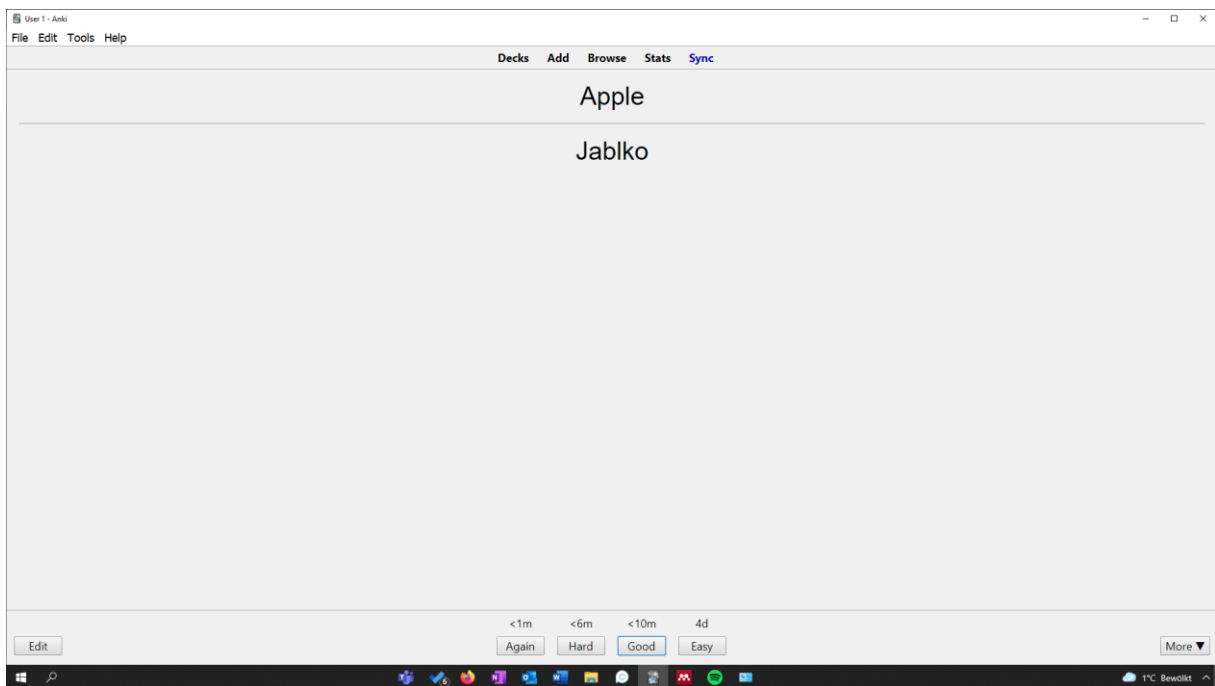 User 1 - Anki
File Edit Tools Help
Decks Add Browse Stats Sync
Apple
Jablko
<1m <6m <10m 4d
Edit Again Hard Good Easy More ▼
1°C Bewölkt